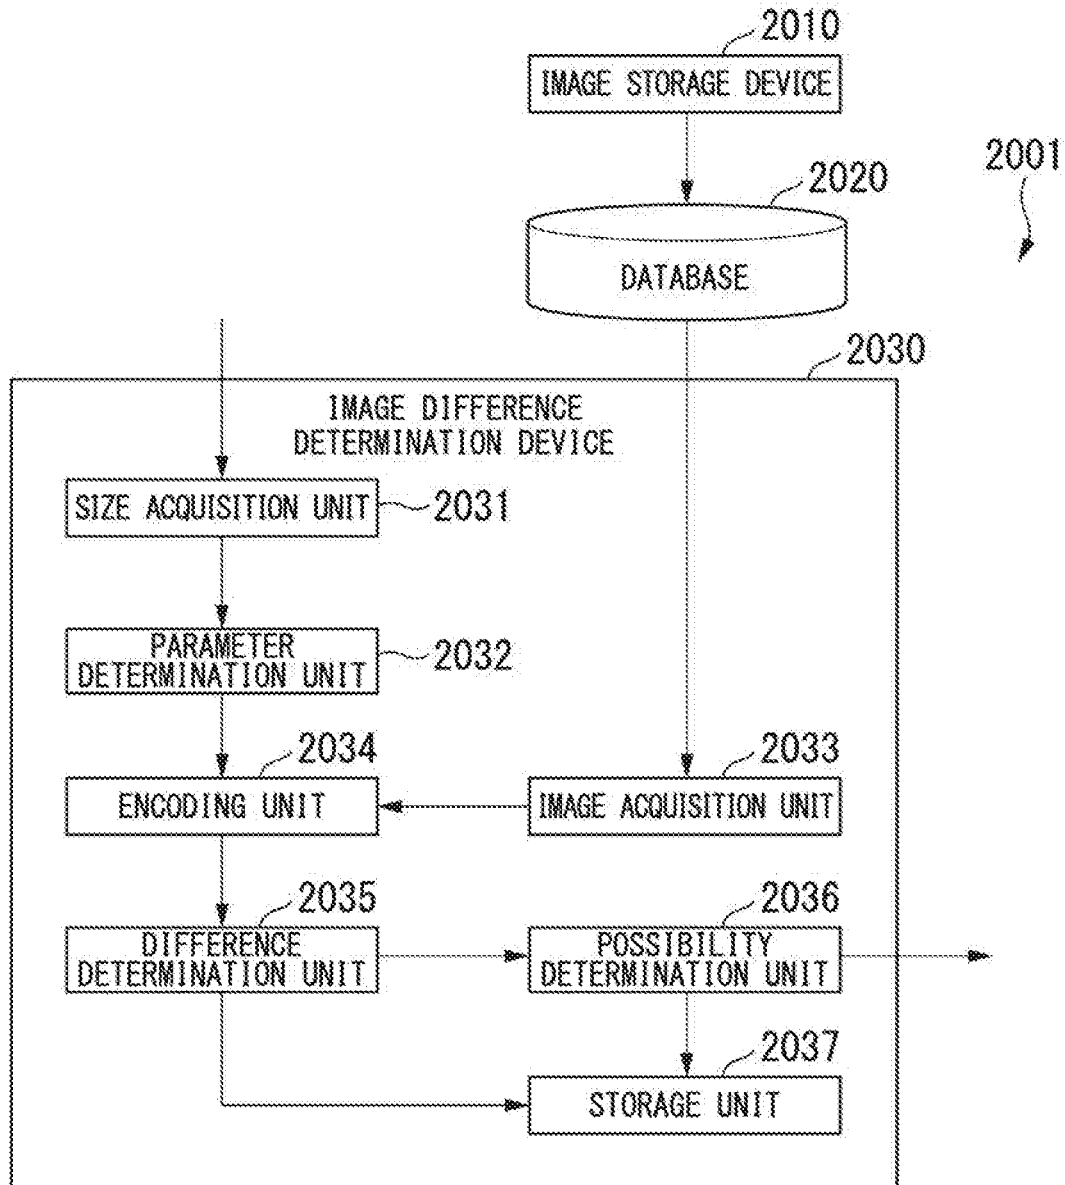 2010
IMAGE STORAGE DEVICE
2001
2020
DATABASE
2030
IMAGE DIFFERENCE
DETERMINATION DEVICE
SIZE ACQUISITION UNIT
2031
PARAMETER
DETERMINATION UNIT
2032
2034
ENCODING UNIT
2033
IMAGE ACQUISITION UNIT
2035
DIFFERENCE
DETERMINATION UNIT
2036
POSSIBILITY
DETERMINATION UNIT
2037
STORAGE UNIT